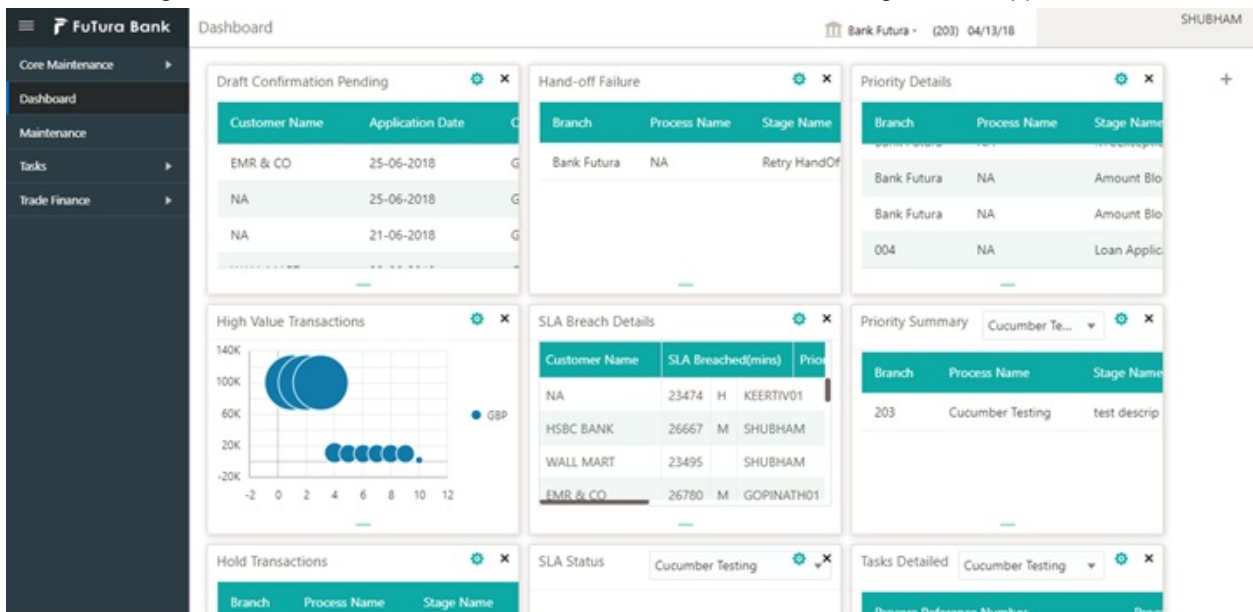 FuTura Bank
Dashboard
Bank Futura - (203) 04/13/18
SHUBHAM
Core Maintenance
Dashboard
Maintenance
Tasks
Trade Finance
Draft Confirmation Pending
Customer Name Application Date C
EMR & CO 25-06-2018 G
NA 25-06-2018 G
NA 21-06-2018 G
Hand-off Failure
Branch Process Name Stage Name
Bank Futura NA Retry HandOf
Priority Details
Branch Process Name Stage Name
Bank Futura NA Amount Blo
Bank Futura NA Amount Blo
004 NA Loan Applic
High Value Transactions
140K
100K
60K
20K
-20K
-2 0 2 4 6 8 10 12
GBP
SLA Breach Details
Customer Name SLA Breached(mins) Prior
NA 23474 H KEERTIV01
HSBC BANK 26667 M SHUBHAM
WALL MART 23495 SHUBHAM
EMR & CO 26780 M GOPINATH01
Priority Summary Cucumber Te...
Branch Process Name Stage Name
203 Cucumber Testing test descrip
Hold Transactions
Branch Process Name Stage Name
SLA Status Cucumber Testing
Tasks Detailed Cucumber Testing
Process Reference Number